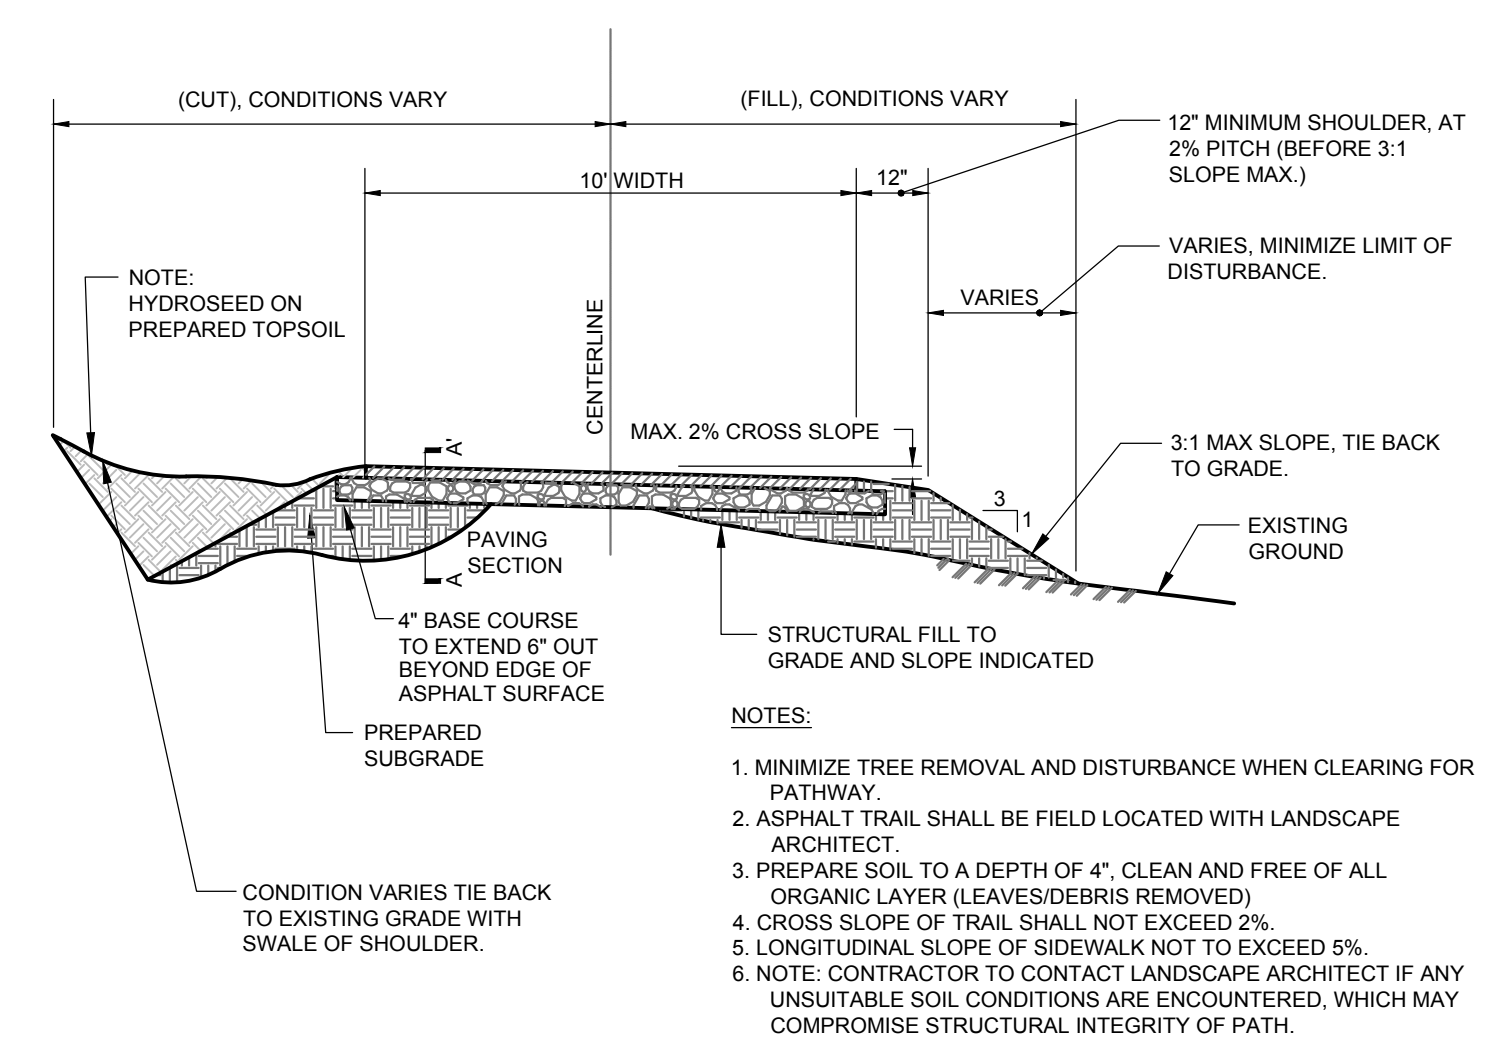 (CUT), CONDITIONS VARY
(FILL), CONDITIONS VARY
12" MINIMUM SHOULDER, AT
2% PITCH (BEFORE 3:1
SLOPE MAX.)
10' WIDTH
12"
VARIES, MINIMIZE LIMIT OF
DISTURBANCE.
NOTE:
HYDROSEED ON
PREPARED TOPSOIL
VARIES
CENTERLINE
MAX. 2% CROSS SLOPE
3:1 MAX SLOPE, TIE BACK
TO GRADE.
A'
3
1
EXISTING
GROUND
PAVING
SECTION
A
4" BASE COURSE
TO EXTEND 6" OUT
BEYOND EDGE OF
ASPHALT SURFACE
STRUCTURAL FILL TO
GRADE AND SLOPE INDICATED
PREPARED
SUBGRADE
CONDITION VARIES TIE BACK
TO EXISTING GRADE WITH
SWALE OF SHOULDER.
NOTES:
1. MINIMIZE TREE REMOVAL AND DISTURBANCE WHEN CLEARING FOR
PATHWAY.
2. ASPHALT TRAIL SHALL BE FIELD LOCATED WITH LANDSCAPE
ARCHITECT.
3. PREPARE SOIL TO A DEPTH OF 4", CLEAN AND FREE OF ALL
ORGANIC LAYER (LEAVES/DEBRIS REMOVED)
4. CROSS SLOPE OF TRAIL SHALL NOT EXCEED 2%.
5. LONGITUDINAL SLOPE OF SIDEWALK NOT TO EXCEED 5%.
6. NOTE: CONTRACTOR TO CONTACT LANDSCAPE ARCHITECT IF ANY
UNSUITABLE SOIL CONDITIONS ARE ENCOUNTERED, WHICH MAY
COMPROMISE STRUCTURAL INTEGRITY OF PATH.